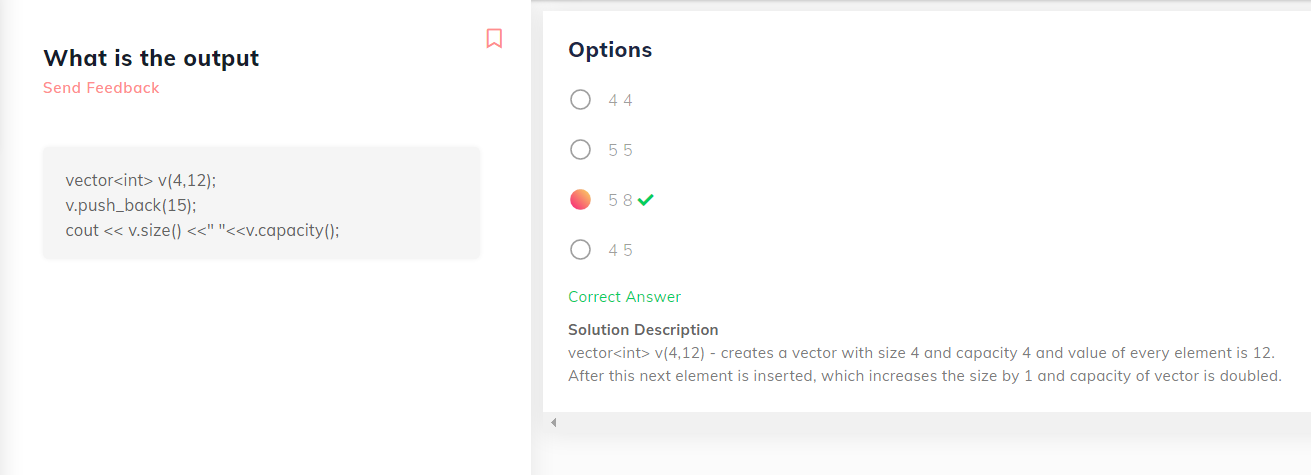 What is the output
Send Feedback
vector<int> v(4,12);
v.push_back(15);
cout << v.size() <<" "<<v.capacity();
Options
4 4
5 5
5 8
4 5
Correct Answer
Solution Description
vector<int> v(4,12) - creates a vector with size 4 and capacity 4 and value of every element is 12.
After this next element is inserted, which increases the size by 1 and capacity of vector is doubled.